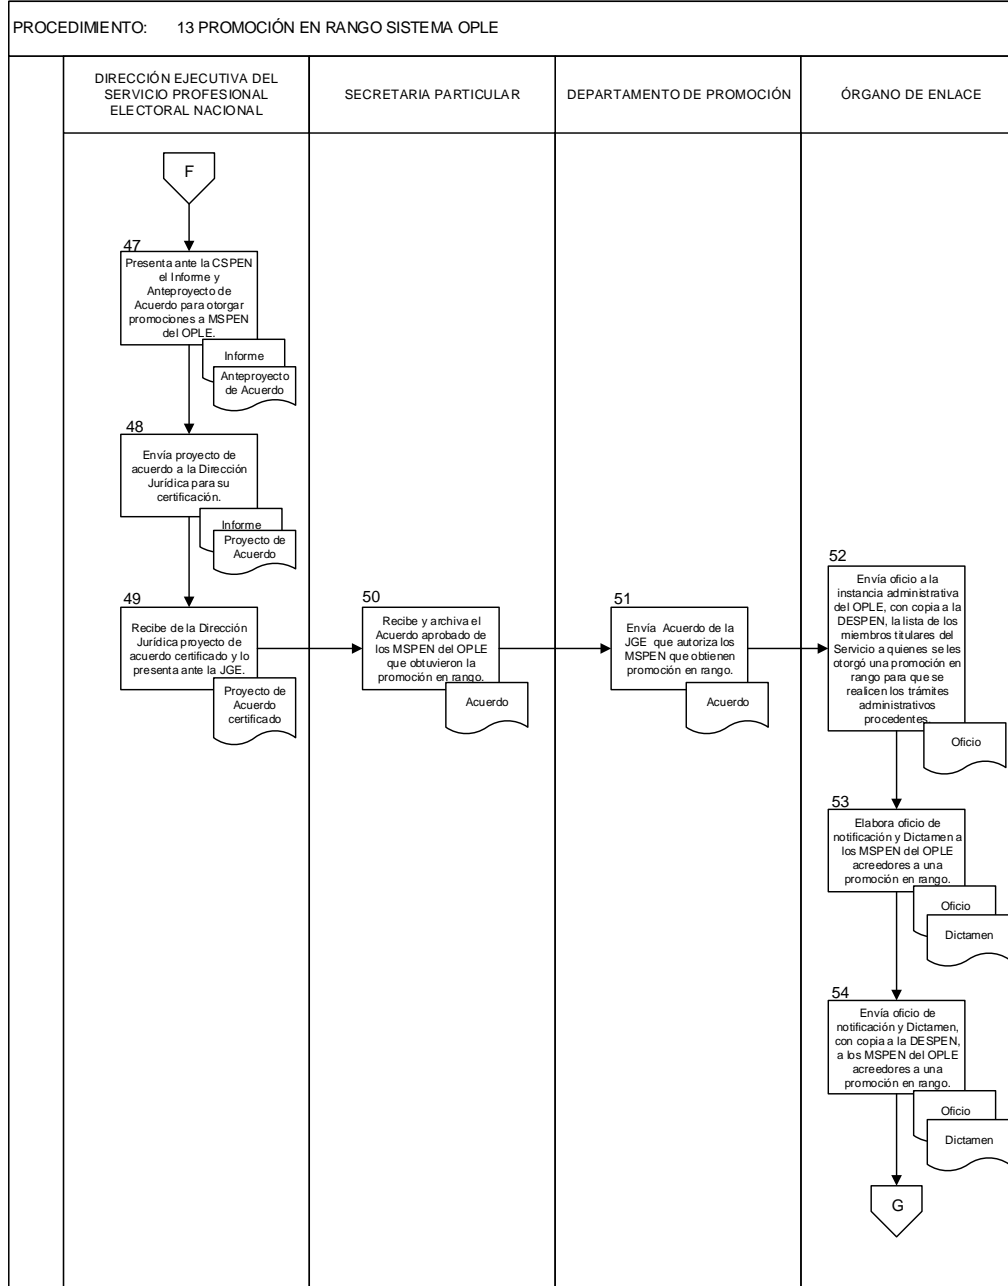 PROCEDIMIENTO: 13 PROMOCIÓN EN RANGO SISTEMA OPLE
DIRECCIÓN EJECUTIVA DEL
SERVICIO PROFESIONAL
ELECTORAL NACIONAL
SECRETARIA PARTICULAR
DEPARTAMENTO DE PROMOCIÓN
ÓRGANO DE ENLACE
F
47
Presenta ante la CSPEN
el Informe y
Anteproyecto de
Acuerdo para otorgar
promociones a MSPEN
del OPLE.
Informe
Anteproyecto
de Acuerdo
48
Envía proyecto de
acuerdo a la Dirección
Jurídica para su
certificación.
Informe
Proyecto de
Acuerdo
49
Recibe de la Dirección
Jurídica proyecto de
acuerdo certificado y lo
presenta ante la JGE.
Proyecto de
Acuerdo
certificado
50
Recibe y archiva el
Acuerdo aprobado de
los MSPEN del OPLE
que obtuvieron la
promoción en rango.
Acuerdo
51
Envía Acuerdo de la
JGE que autoriza los
MSPEN que obtienen
promoción en rango.
Acuerdo
52
Envía oficio a la
instancia administrativa
del OPLE, con copia a la
DESPEN, la lista de los
miembros titulares del
Servicio a quienes se les
otorgó una promoción en
rango para que se
realicen los trámites
administrativos
procedentes.
Oficio
53
Elabora oficio de
notificación y Dictamen a
los MSPEN del OPLE
acreedores a una
promoción en rango.
Oficio
Dictamen
54
Envía oficio de
notificación y Dictamen,
con copia a la DESPEN,
a los MSPEN del OPLE
acreedores a una
promoción en rango.
Oficio
Dictamen
G